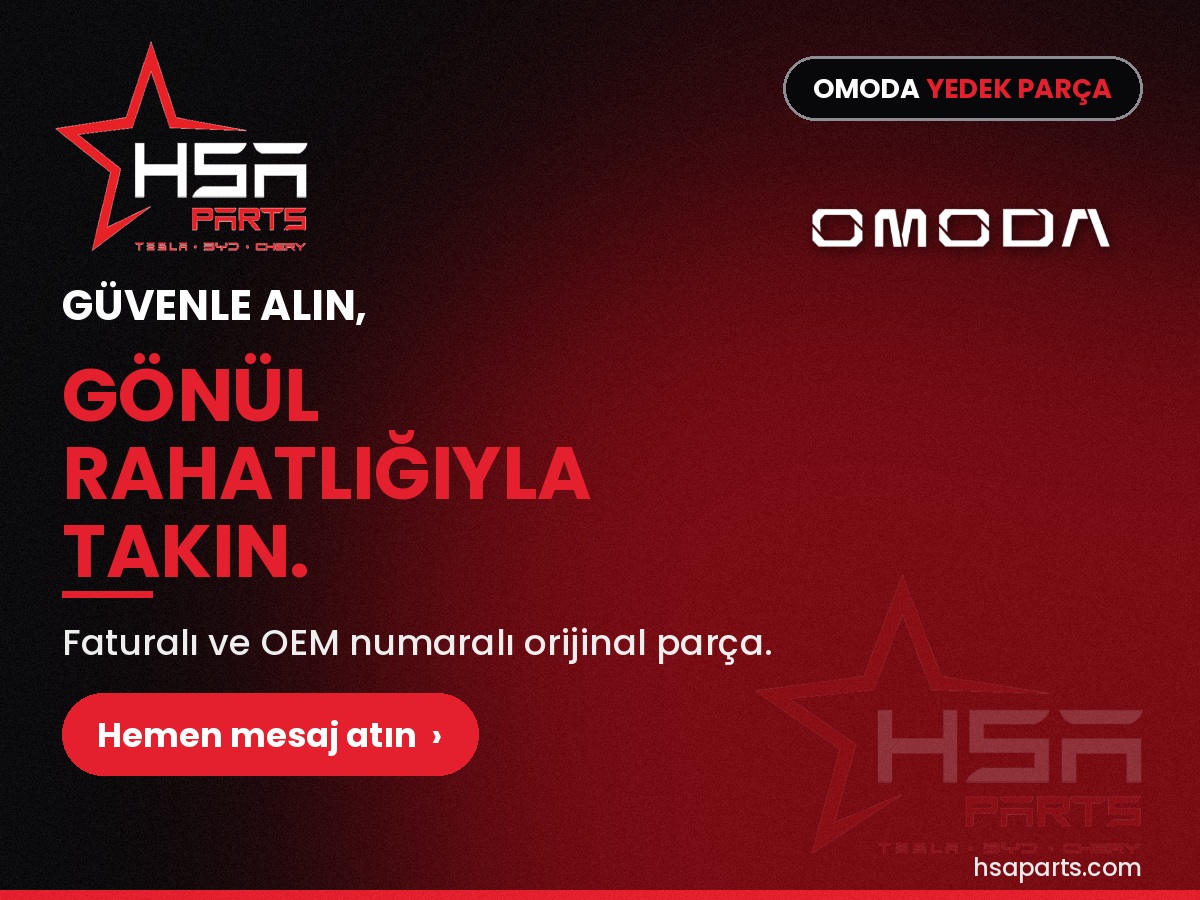 HSA
PARTS
TESLA • BYD • CHERY
OMODA YEDEK PARÇA
OMODA
GÜVENLE ALIN,
GÖNÜL
RAHATLIĞIYLA
TAKIN.
Faturalı ve OEM numaralı orijinal parça.
Hemen mesaj atın ›
HSA
PARTS
TESLA • BYD • CHERY
hsaparts.com